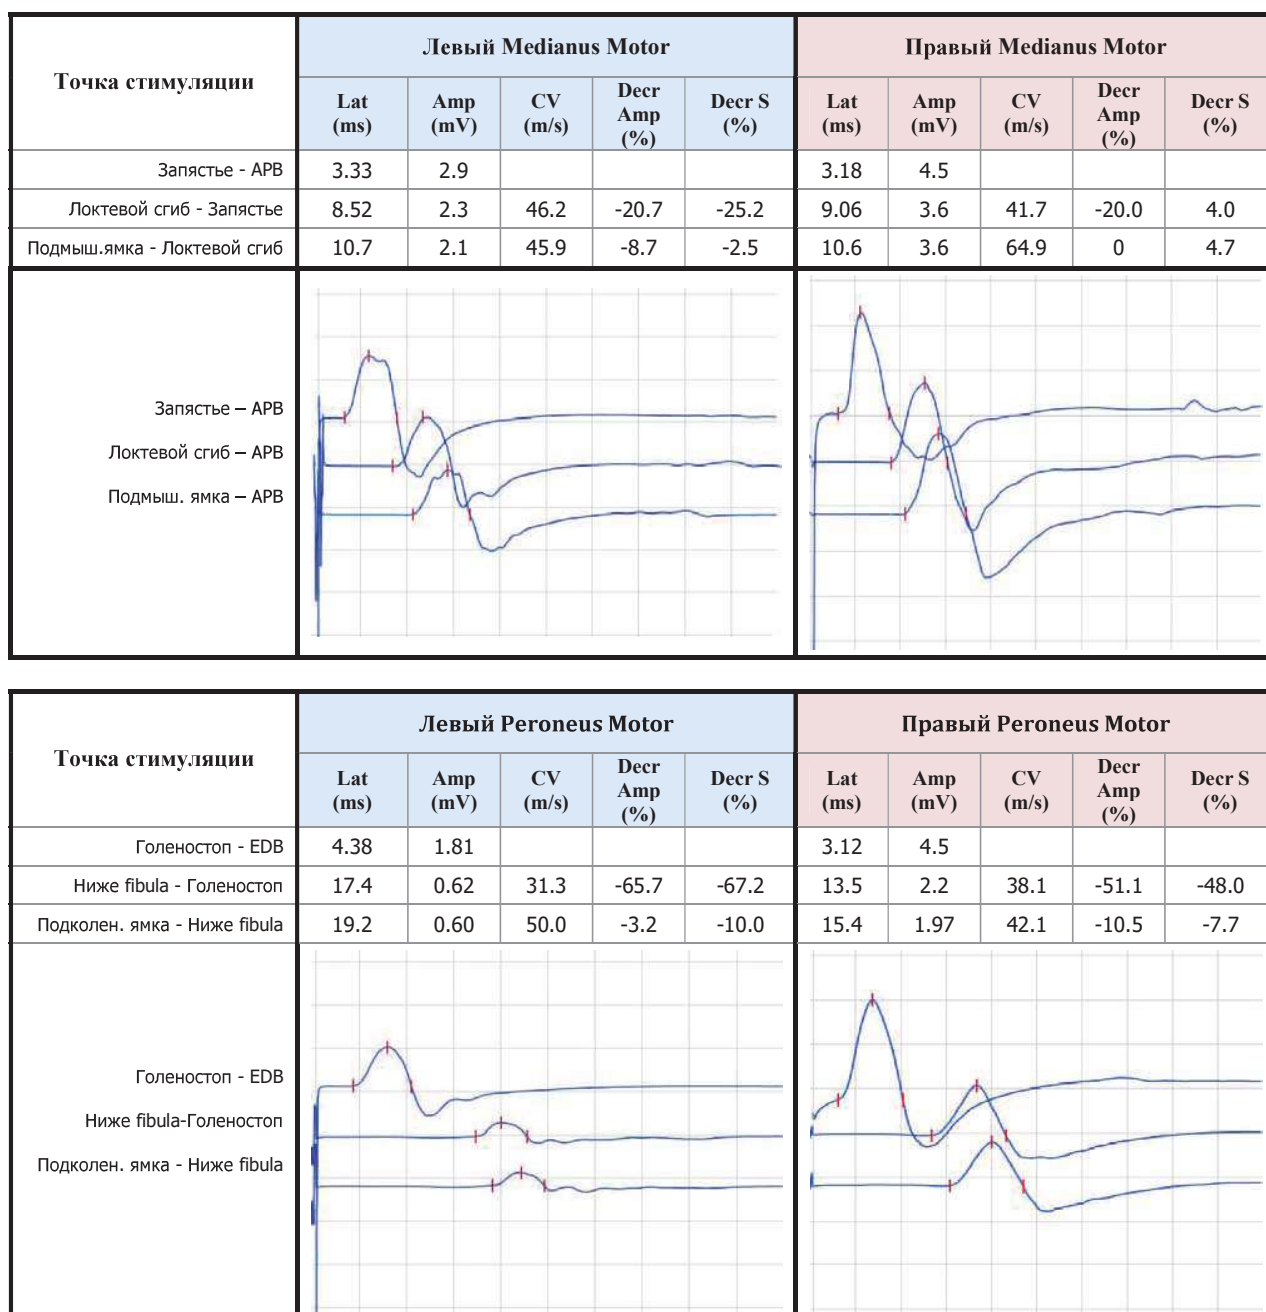 Точка стимуляции
Левый Medianus Motor
Правый Medianus Motor
Lat (ms) Amp (mV) CV (m/s) Decr Amp (%) Decr S (%) Lat (ms) Amp (mV) CV (m/s) Decr Amp (%) Decr S (%)
Запястье - APB 3.33 2.9 3.18 4.5
Локтевой сгиб - Запястье 8.52 2.3 46.2 -20.7 -25.2 9.06 3.6 41.7 -20.0 4.0
Подмыш.ямка - Локтевой сгиб 10.7 2.1 45.9 -8.7 -2.5 10.6 3.6 64.9 0 4.7
Запястье – APB
Локтевой сгиб – APB
Подмыш. ямка – APB
Точка стимуляции
Левый Peroneus Motor
Правый Peroneus Motor
Lat (ms) Amp (mV) CV (m/s) Decr Amp (%) Decr S (%) Lat (ms) Amp (mV) CV (m/s) Decr Amp (%) Decr S (%)
Голеностоп - EDB 4.38 1.81 3.12 4.5
Ниже fibula - Голеностоп 17.4 0.62 31.3 -65.7 -67.2 13.5 2.2 38.1 -51.1 -48.0
Подколен. ямка - Ниже fibula 19.2 0.60 50.0 -3.2 -10.0 15.4 1.97 42.1 -10.5 -7.7
Голеностоп - EDB
Ниже fibula-Голеностоп
Подколен. ямка - Ниже fibula